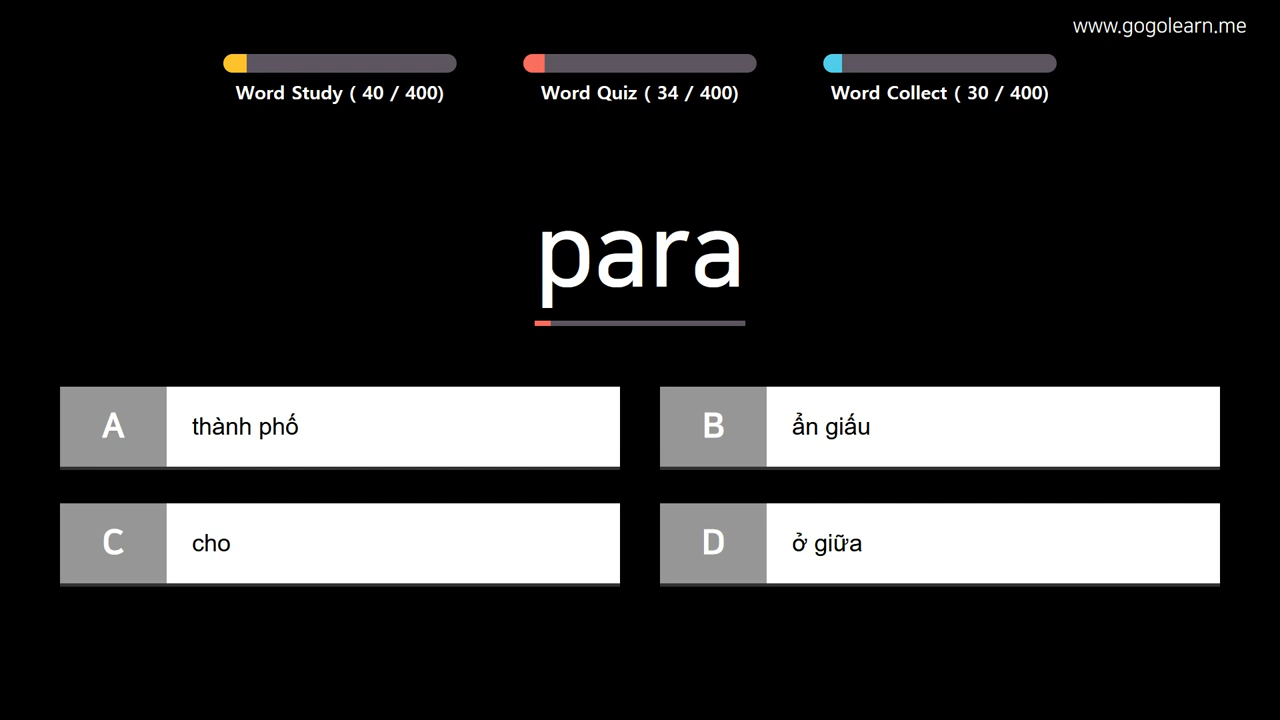 www.gogolearn.me
Word Study ( 40 / 400)
Word Quiz ( 34 / 400)
Word Collect ( 30 / 400)
para
A thành phố
B ẩn giấu
C cho
D ở giữa